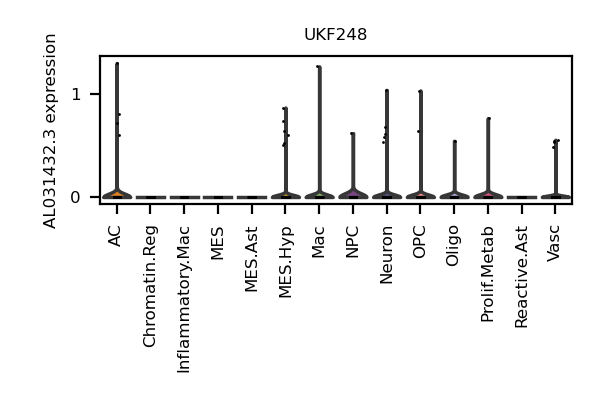 UKF248
AL031432.3 expression
1
0
AC
Chromatin.Reg
Inflammatory.Mac
MES
MES.Ast
MES.Hyp
Mac
NPC
Neuron
OPC
Oligo
Prolif.Metab
Reactive.Ast
Vasc